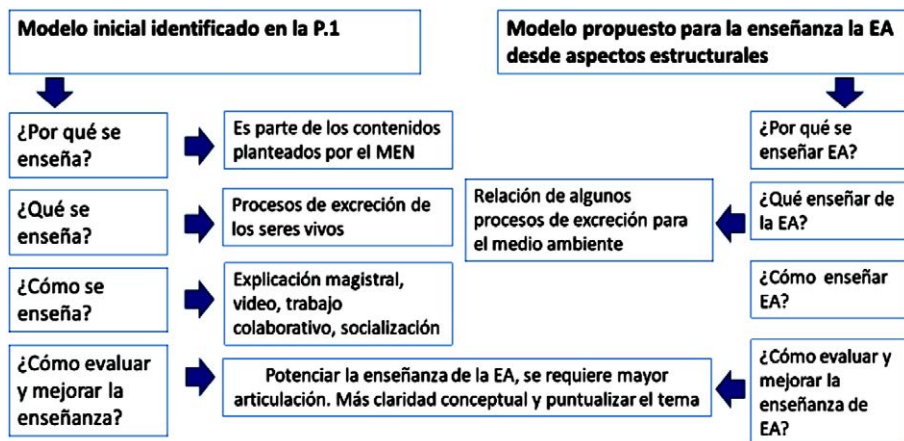 Modelo inicial identificado en la P.1
Modelo propuesto para la enseñanza la EA
desde aspectos estructurales
¿Por qué se
enseña?
Es parte de los contenidos
planteados por el MEN
¿Por qué se
enseñar EA?
¿Qué se
enseña?
Procesos de excreción de
los seres vivos
Relación de algunos
procesos de excreción para
el medio ambiente
¿Qué enseñar de
la EA?
¿Cómo se
enseña?
Explicación magistral,
video, trabajo
colaborativo, socialización
¿Cómo enseñar
EA?
¿Cómo evaluar
y mejorar la
enseñanza?
Potenciar la enseñanza de la EA, se requiere mayor
articulación. Más claridad conceptual y puntualizar el tema
¿Cómo evaluar y
mejorar la
enseñanza de
EA?